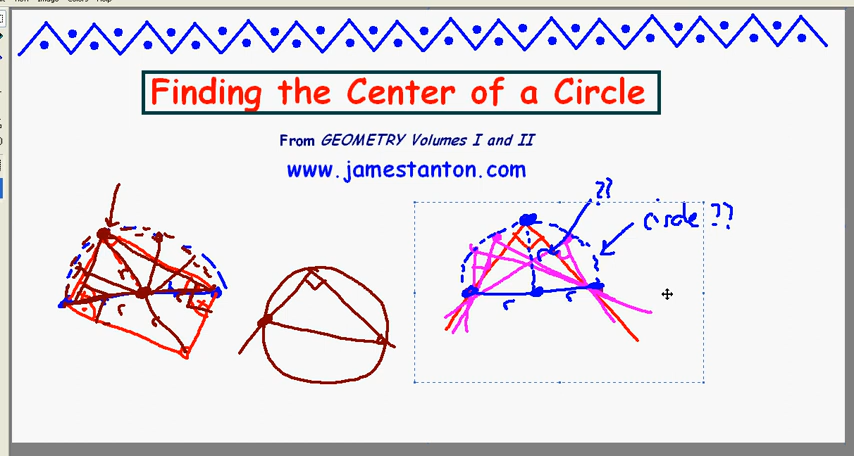 Finding the Center of a Circle
From GEOMETRY Volumes I and II
www.jamestanton.com
??
circle ??
r
r
r
r
r
r